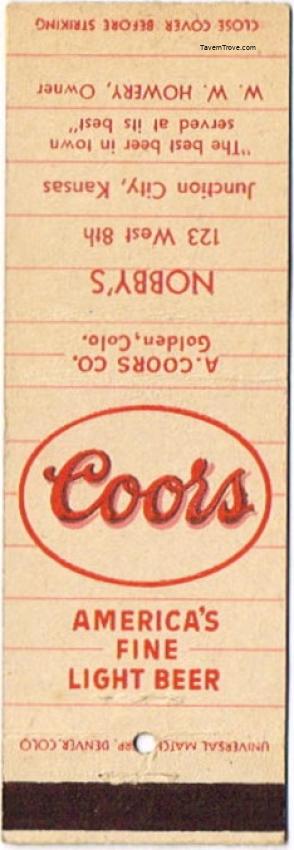 CLOSE COVER BEFORE STRIKING
TavernTrove.com
W. W. HOWERY, Owner
"The best beer in town
served at its best"
Junction City, Kansas
123 West 8th
NOBBY'S
A. COORS CO.
Golden, Colo.
Coors
AMERICA'S
FINE
LIGHT BEER
UNIVERSAL MATCH RP. DENVER, COLO